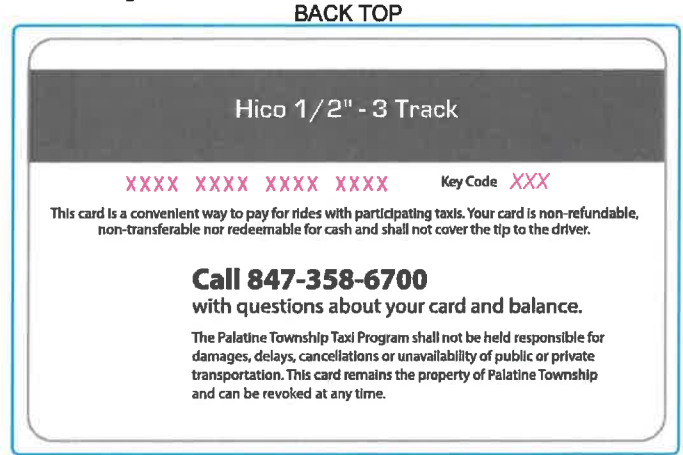 BACK TOP
Hico 1/2" - 3 Track
XXXX XXXX XXXX XXXX Key Code XXX
This card is a convenient way to pay for rides with participating taxis. Your card is non-refundable,
non-transferable nor redeemable for cash and shall not cover the tip to the driver.
Call 847-358-6700
with questions about your card and balance.
The Palatine Township Taxi Program shall not be held responsible for
damages, delays, cancellations or unavailability of public or private
transportation. This card remains the property of Palatine Township
and can be revoked at any time.